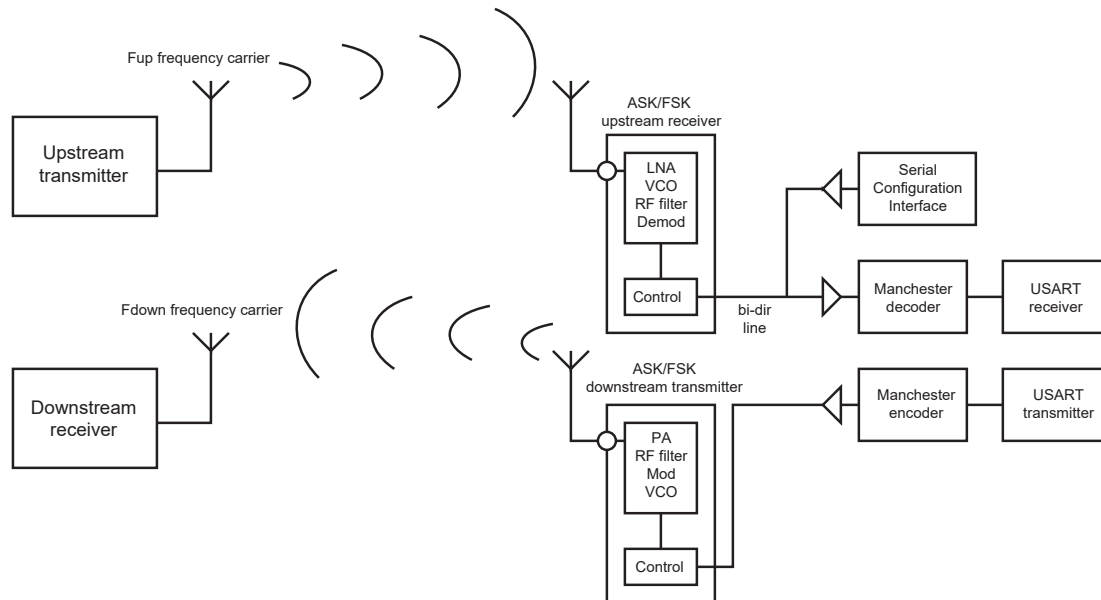 Fup frequency carrier
Upstream
transmitter
ASK/FSK
upstream receiver
LNA
VCO
RF filter
Demod
Control
bi-dir
line
Serial
Configuration
Interface
Manchester
decoder
USART
receiver
Fdown frequency carrier
Downstream
receiver
ASK/FSK
downstream transmitter
PA
RF filter
Mod
VCO
Control
Manchester
encoder
USART
transmitter